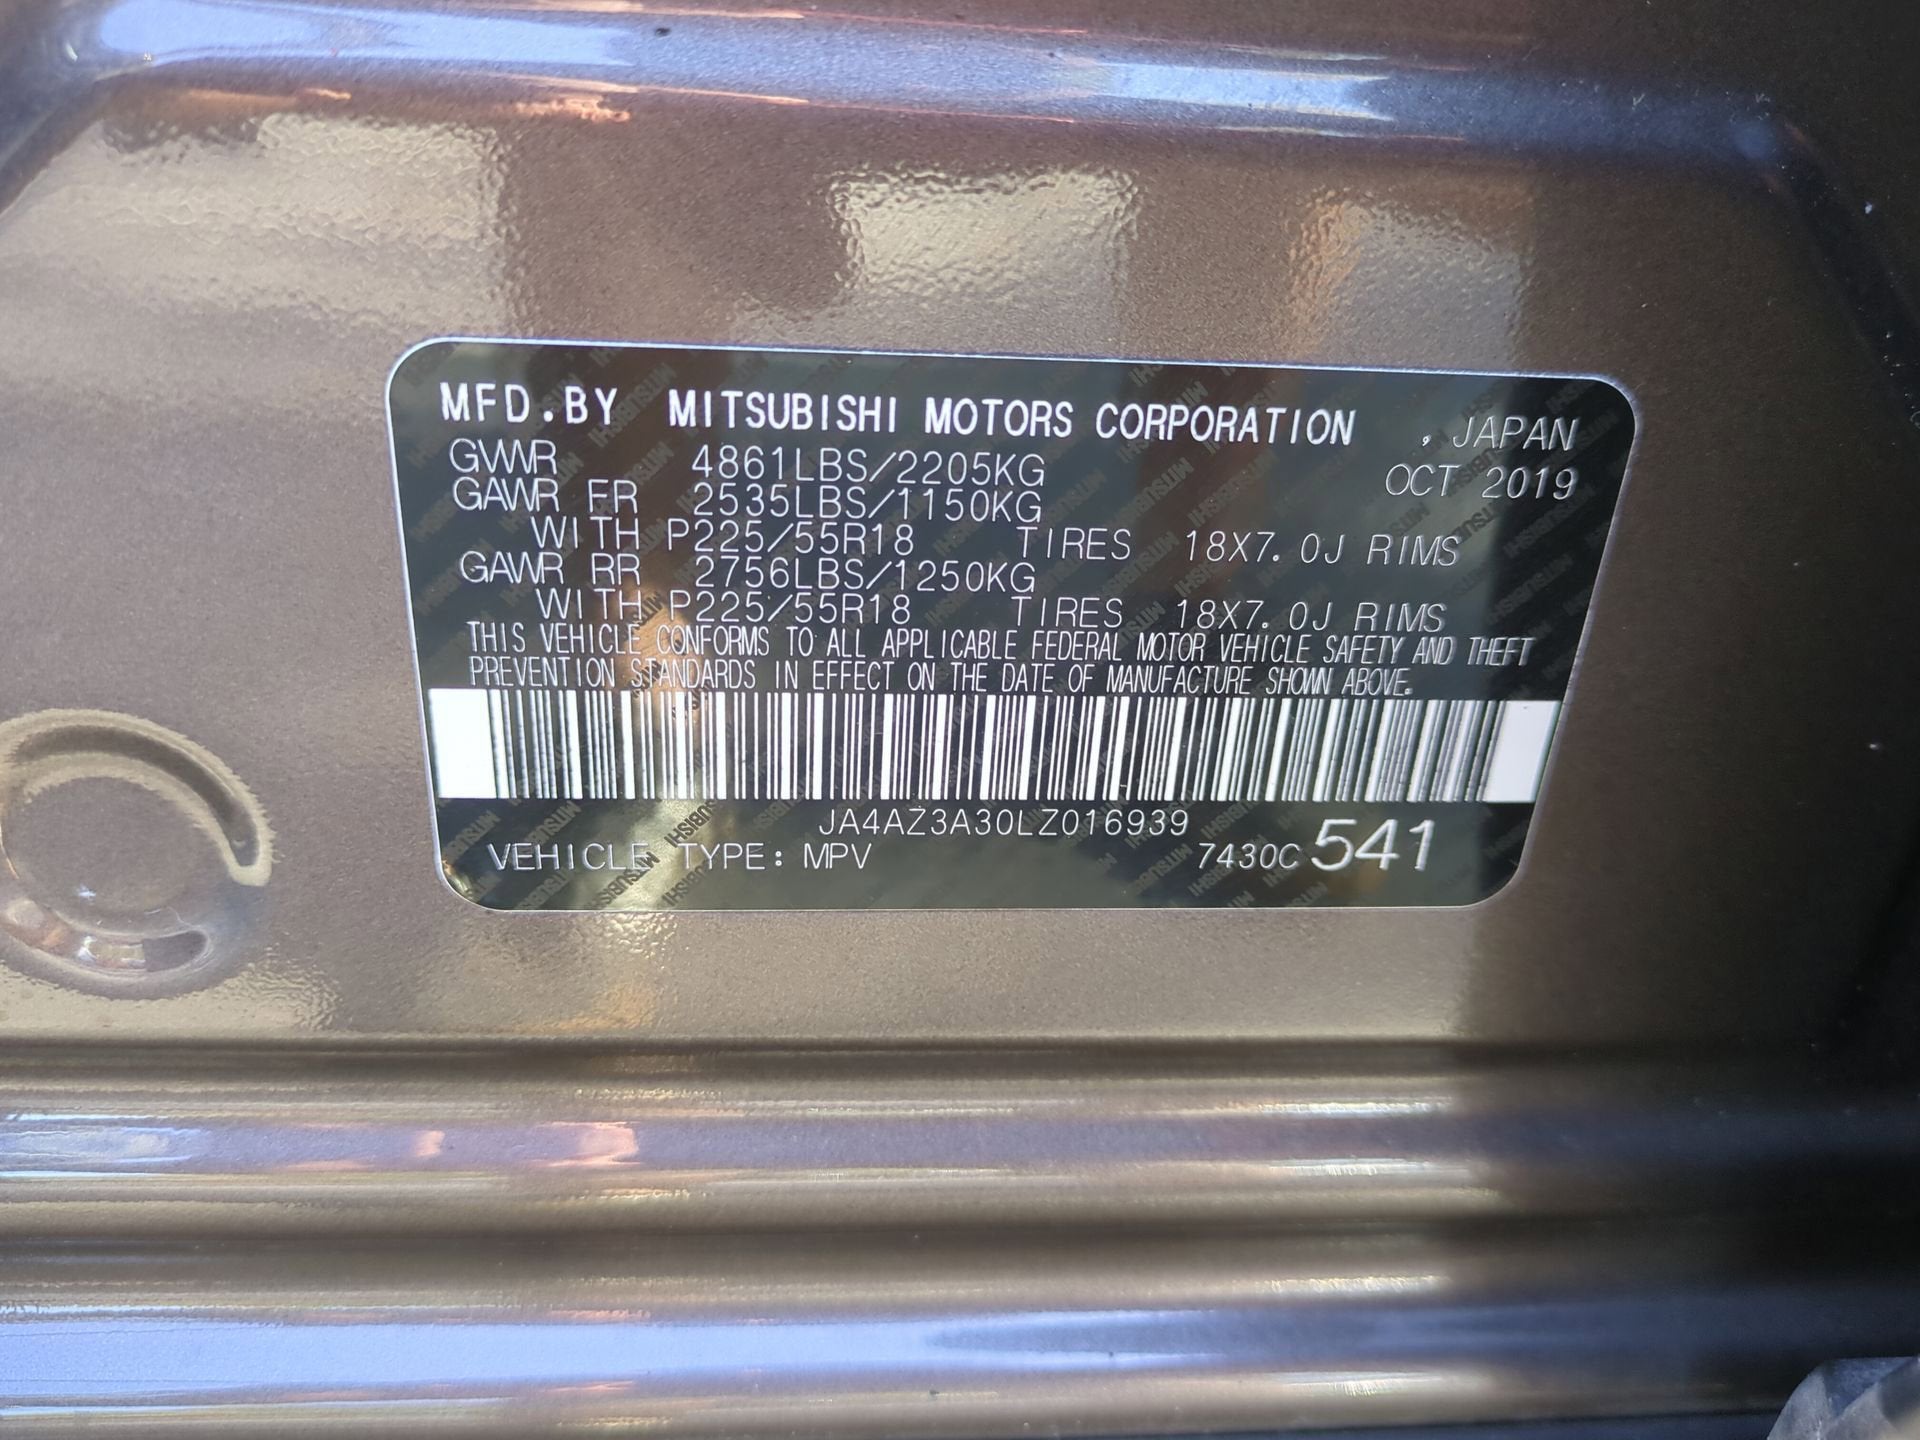 MFD.BY MITSUBISHI MOTORS CORPORATION , JAPAN
GVWR 4861LBS/2205KG OCT 2019
GAWR FR 2535LBS/1150KG
WITH P225/55R18 TIRES 18X7.0J RIMS
GAWR RR 2756LBS/1250KG
WITH P225/55R18 TIRES 18X7.0J RIMS
THIS VEHICLE CONFORMS TO ALL APPLICABLE FEDERAL MOTOR VEHICLE SAFETY AND THEFT
PREVENTION STANDARDS IN EFFECT ON THE DATE OF MANUFACTURE SHOWN ABOVE.
JA4AZ3A30LZ016939
VEHICLE TYPE: MPV 7430C 541